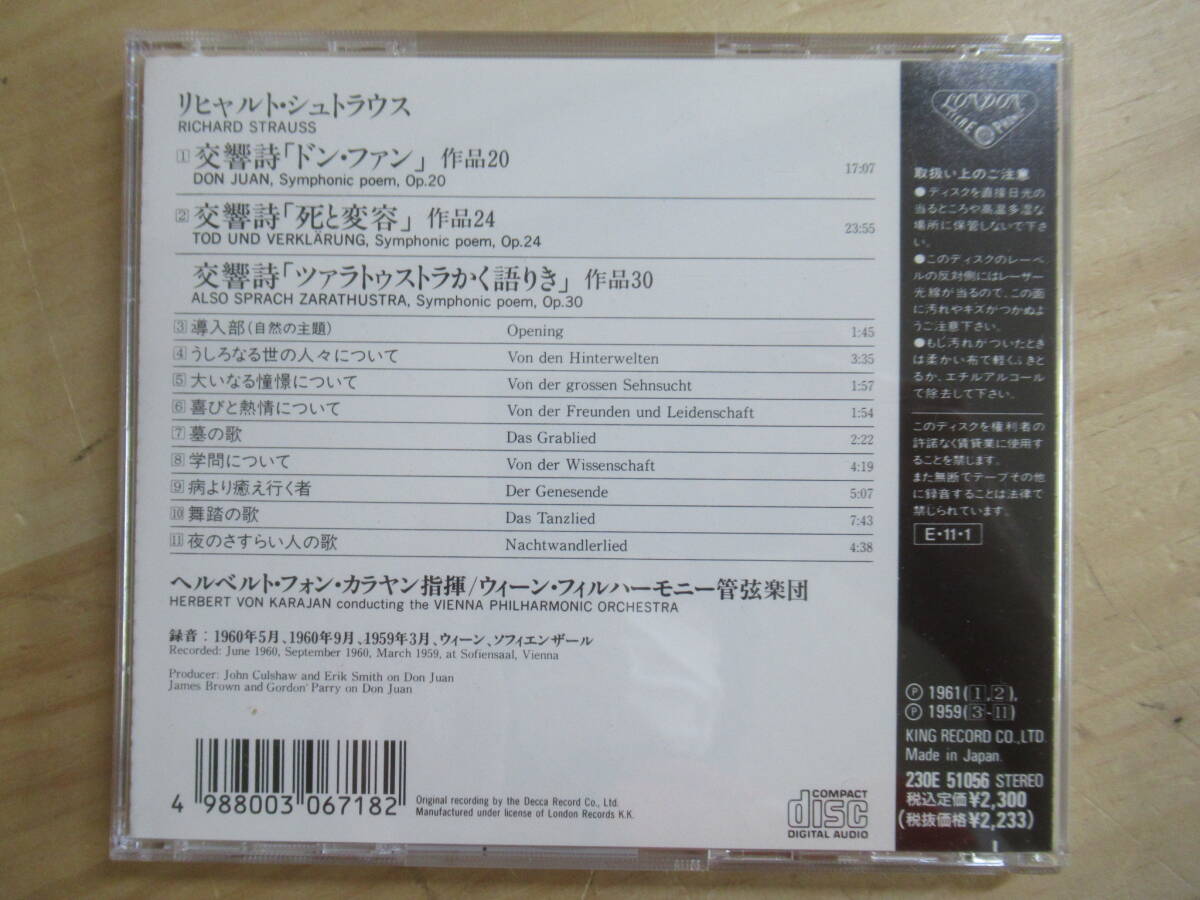 リヒャルト・シュトラウス
RICHARD STRAUSS
1 交響詩「ドン・ファン」 作品20 17:07
DON JUAN, Symphonic poem, Op.20
2 交響詩「死と変容」 作品24 23:55
TOD UND VERKLÄRUNG, Symphonic poem, Op.24
交響詩「ツァラトゥストラかく語りき」 作品30
ALSO SPRACH ZARATHUSTRA, Symphonic poem, Op.30
3 導入部(自然の主題) Opening 1:45
4 うしろなる世の人々について Von den Hinterwelten 3:35
5 大いなる憧憬について Von der grossen Sehnsucht 1:57
6 喜びと熱情について Von der Freunden und Leidenschaft 1:54
7 墓の歌 Das Grablied 2:22
8 学問について Von der Wissenschaft 4:19
9 病より癒え行く者 Der Genesende 5:07
10 舞踏の歌 Das Tanzlied 7:43
11 夜のさすらい人の歌 Nachtwandlerlied 4:38
ヘルベルト・フォン・カラヤン指揮/ウィーン・フィルハーモニー管弦楽団
HERBERT VON KARAJAN conducting the VIENNA PHILHARMONIC ORCHESTRA
録音：1960年5月、1960年9月、1959年3月、ウィーン、ソフィエンザール
Recorded: June 1960, September 1960, March 1959, at Sofiensaal, Vienna
Producer: John Culshaw and Erik Smith on Don Juan
James Brown and Gordon Parry on Don Juan
4 988003 067182
Original recording by the Decca Record Co., Ltd.
Manufactured under license of London Records K.K.
COMPACT
disc
DIGITAL AUDIO
LONDON
取扱い上のご注意
●ディスクを直接日光の
当るところや高温多湿な
場所に保管しないで下さ
い。
●このディスクのレーベ
ルの反対側にはレーザー
光線が当るので、この面
に汚れやキズがつかぬよ
うご注意下さい。
●もし汚れがついたとき
は柔かい布で軽くふきと
るか、エチルアルコール
で除去して下さい。
このディスクを権利者の
許諾なく賃貸業に使用す
ることを禁じます。
また無断でテープその他
に録音することは法律で
禁じられています。
E・11・1
Ⓟ 1961(1,2),
Ⓟ 1959(3-11)
KING RECORD CO.,LTD.
Made in Japan.
230E 51056 STEREO
税込定価¥2,300
(税抜価格¥2,233)